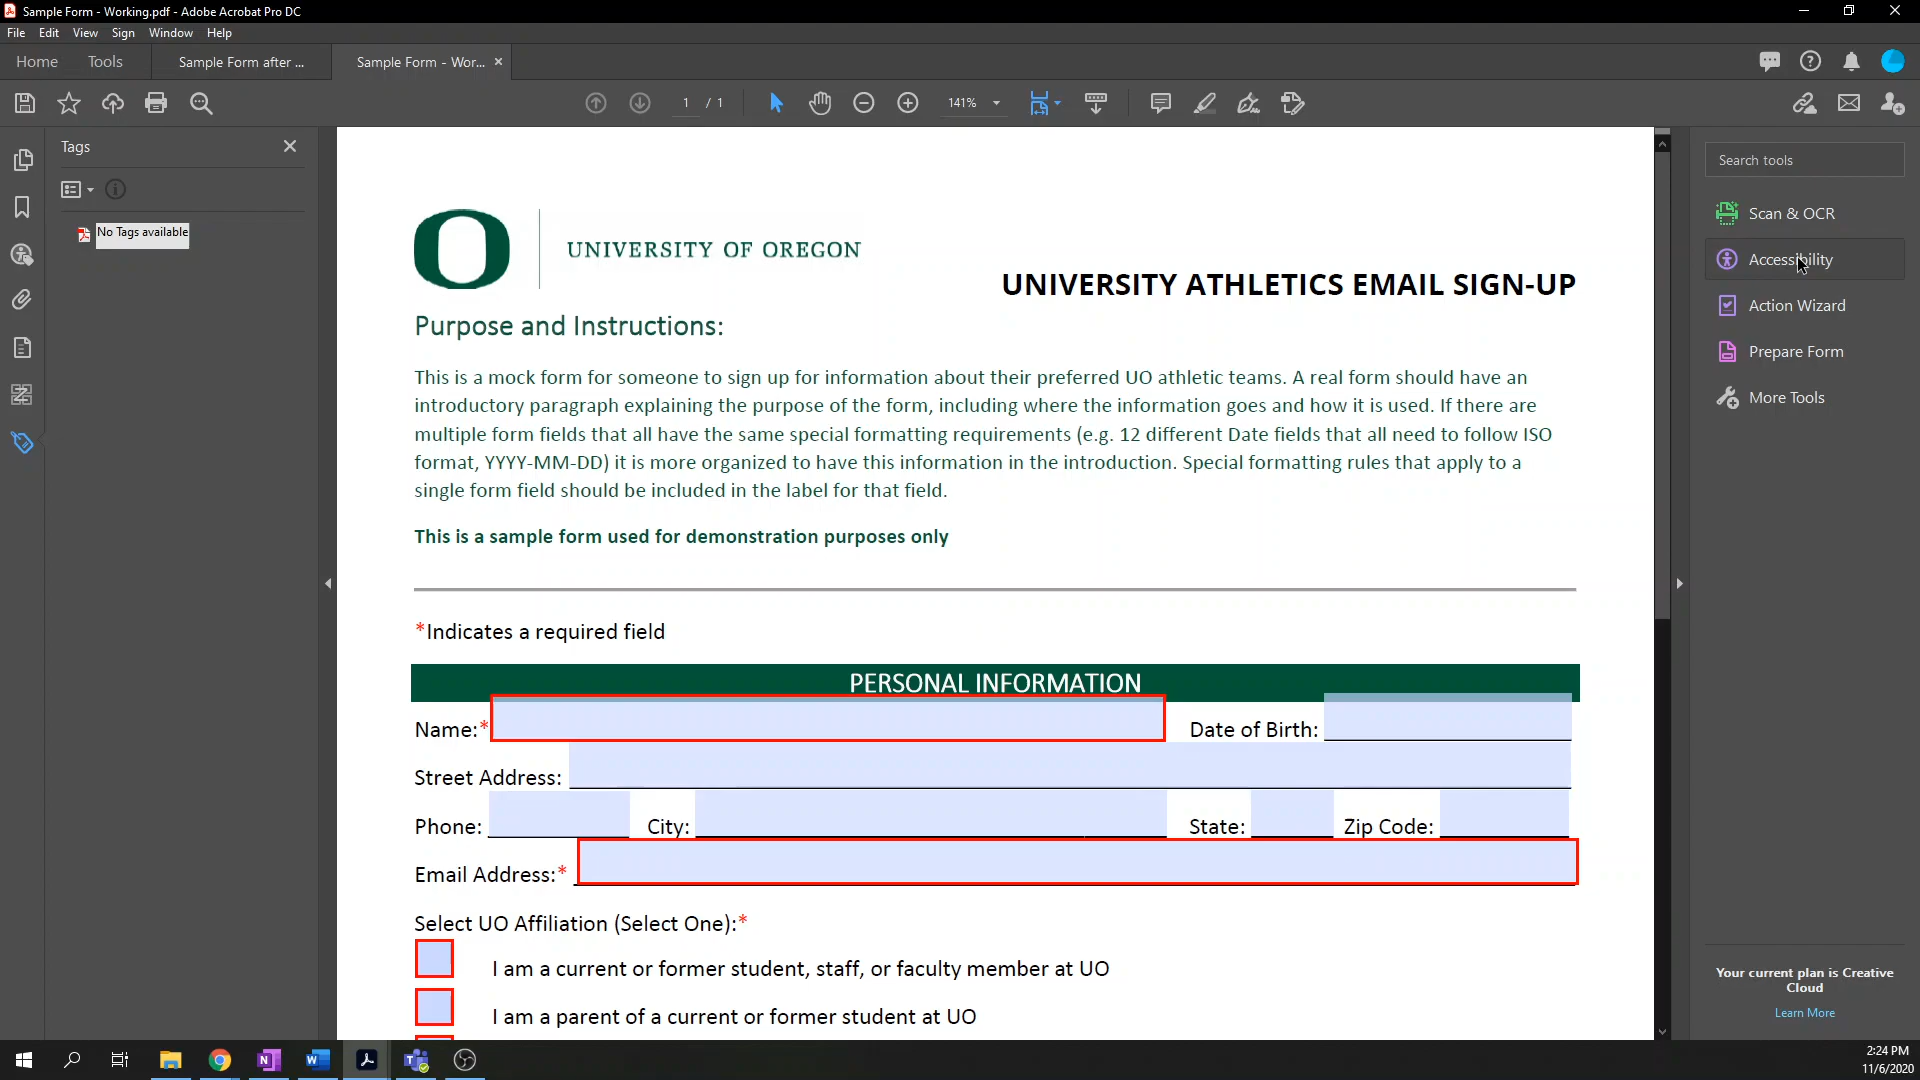 Sample Form - Working.pdf - Adobe Acrobat Pro DC
File Edit View Sign Window Help
Home Tools Sample Form after ... Sample Form - Wor... ×
1 / 1 141%
Tags
No Tags available
UNIVERSITY OF OREGON
UNIVERSITY ATHLETICS EMAIL SIGN-UP
Purpose and Instructions:
This is a mock form for someone to sign up for information about their preferred UO athletic teams. A real form should have an
introductory paragraph explaining the purpose of the form, including where the information goes and how it is used. If there are
multiple form fields that all have the same special formatting requirements (e.g. 12 different Date fields that all need to follow ISO
format, YYYY-MM-DD) it is more organized to have this information in the introduction. Special formatting rules that apply to a
single form field should be included in the label for that field.
This is a sample form used for demonstration purposes only
*Indicates a required field
PERSONAL INFORMATION
Name:* Date of Birth:
Street Address:
Phone: City: State: Zip Code:
Email Address:*
Select UO Affiliation (Select One):*
I am a current or former student, staff, or faculty member at UO
I am a parent of a current or former student at UO
Search tools
Scan & OCR
Accessibility
Action Wizard
Prepare Form
More Tools
Your current plan is Creative
Cloud
Learn More
2:24 PM
11/6/2020